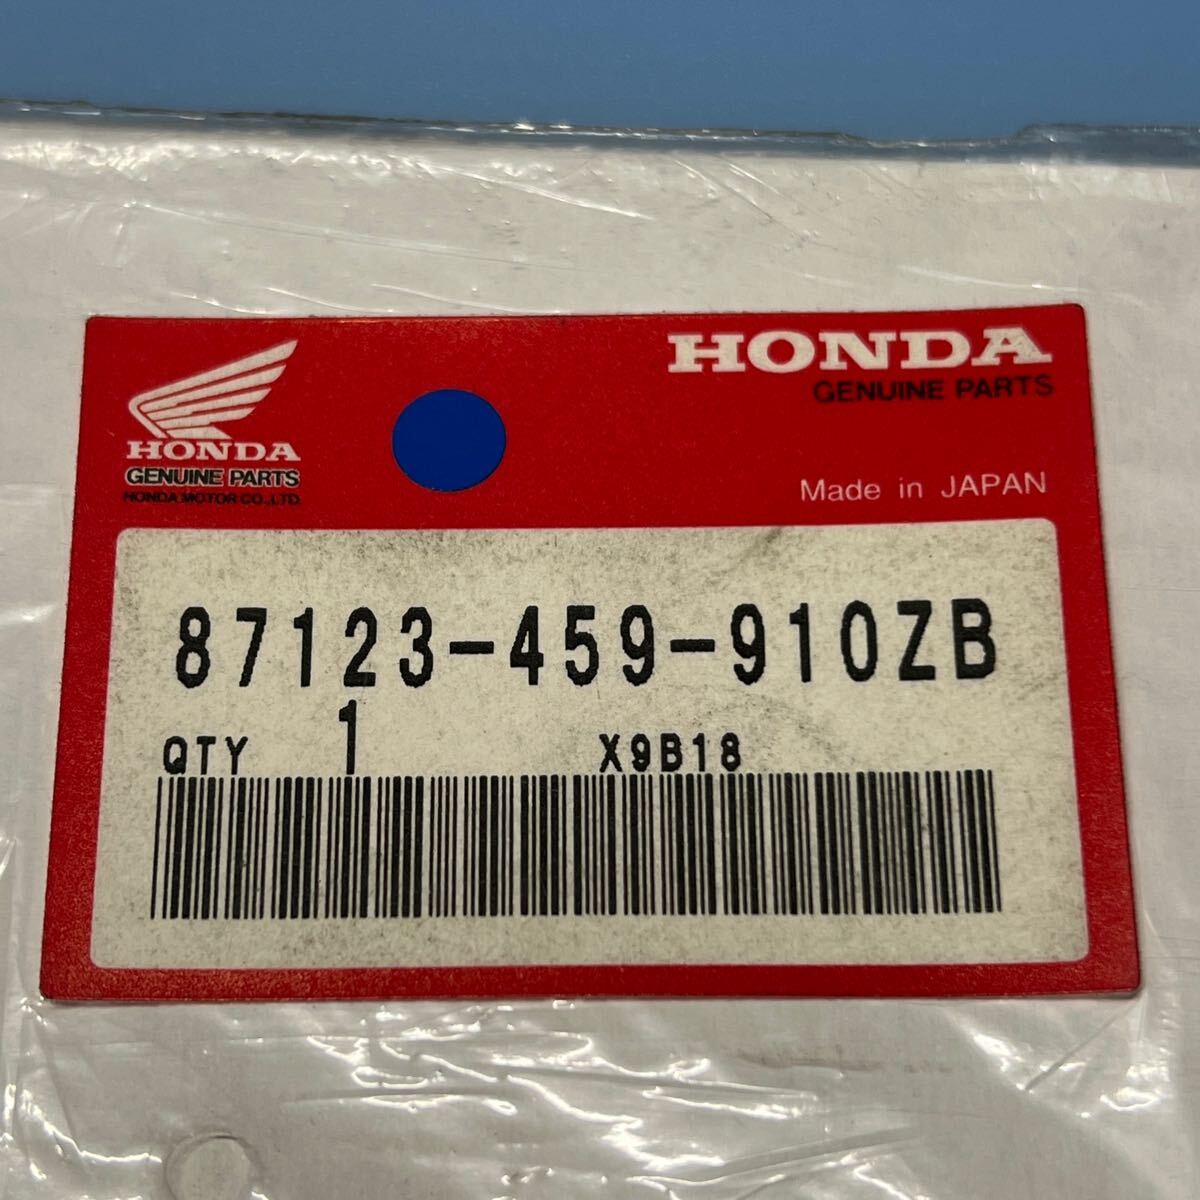 HONDA
GENUINE PARTS
HONDA MOTOR CO., LTD.
HONDA
GENUINE PARTS
Made in JAPAN
87123-459-910ZB
QTY 1 X9B18